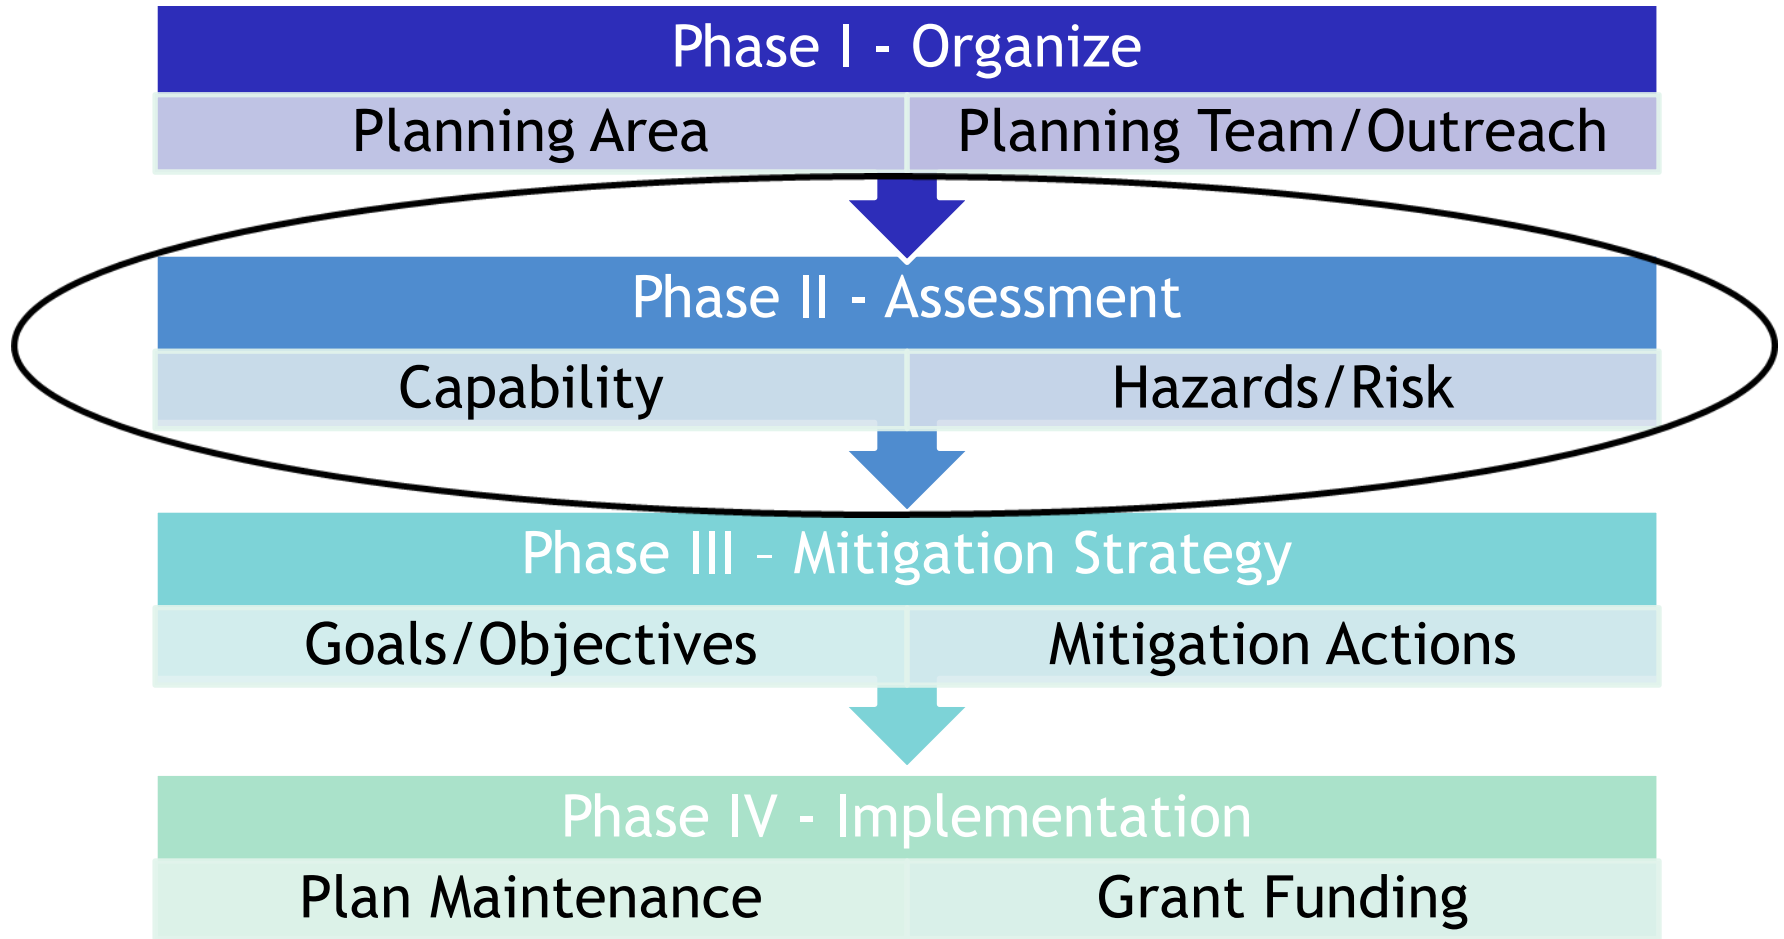 Phase I - Organize
Planning Area
Planning Team/Outreach
Phase II - Assessment
Capability
Hazards/Risk
Phase III – Mitigation Strategy
Goals/Objectives
Mitigation Actions
Phase IV - Implementation
Plan Maintenance
Grant Funding